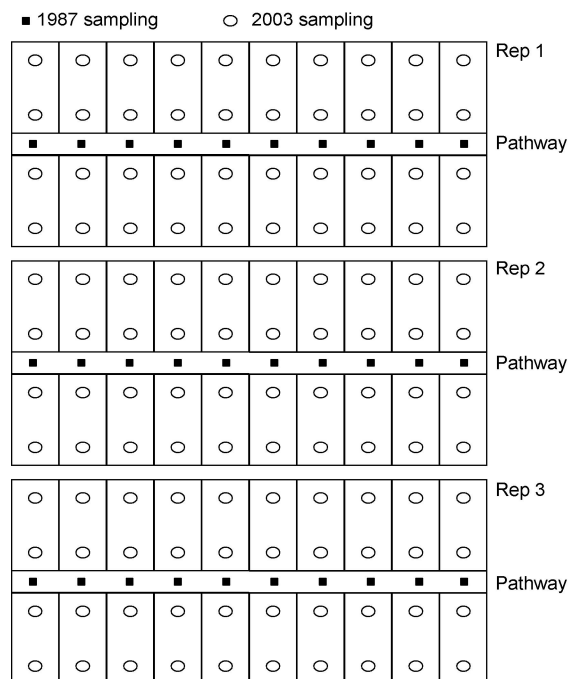 1987 sampling 2003 sampling
Rep 1
Pathway
Rep 2
Pathway
Rep 3
Pathway